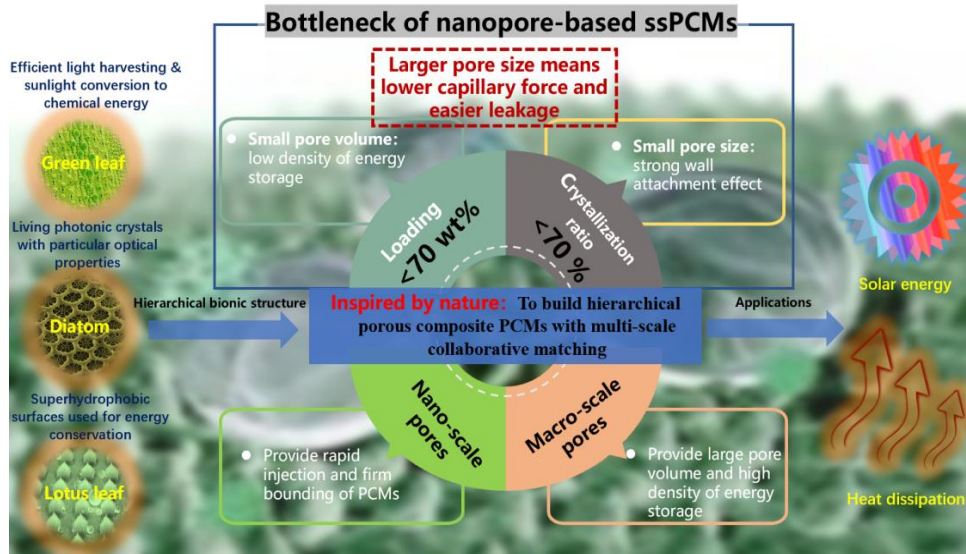 Bottleneck of nanopore-based ssPCMs
Larger pore size means
lower capillary force and
easier leakage
Efficient light harvesting &
sunlight conversion to
chemical energy
Green leaf
Living photonic crystals
with particular optical
properties
Diatom
Superhydrophobic
surfaces used for energy
conservation
Lotus leaf
Hierarchical bionic structure
● Small pore volume:
low density of energy
storage
● Small pore size:
strong wall
attachment effect
Loading
<70 wt%
Crystallization
ratio
<70 %
Inspired by nature: To build hierarchical
porous composite PCMs with multi-scale
collaborative matching
Nano-scale
pores
Macro-scale
pores
● Provide rapid
injection and firm
bounding of PCMs
● Provide large pore
volume and high
density of energy
storage
Applications
Solar energy
Heat dissipation